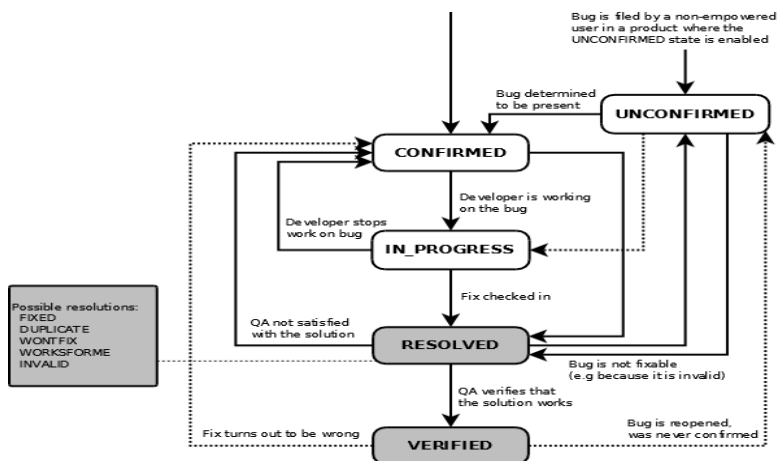 Bug is filed by a non-empowered
user in a product where the
UNCONFIRMED state is enabled
Bug determined
to be present
UNCONFIRMED
CONFIRMED
Developer is working
on the bug
Developer stops
work on bug
IN_PROGRESS
Fix checked in
Possible resolutions:
FIXED
DUPLICATE
WONTFIX
WORKSFORME
INVALID
QA not satisfied
with the solution
RESOLVED
Bug is not fixable
(e.g because it is invalid)
QA verifies that
the solution works
Fix turns out to be wrong
VERIFIED
Bug is reopened,
was never confirmed